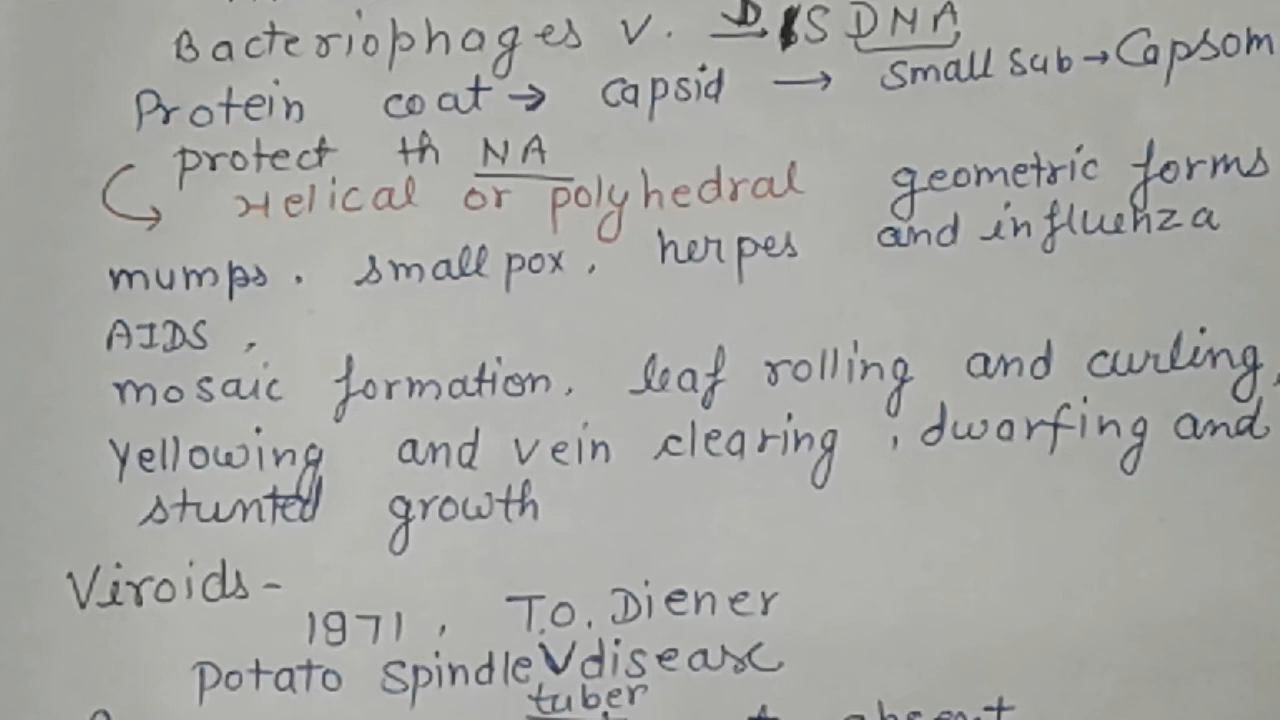 Bacteriophages v. DSDNA
Protein coat → capsid → small sub → Capsom
protect th NA
↳ Helical or polyhedral geometric forms
mumps. small pox. herpes and influenza
AIDS,
mosaic formation. leaf rolling and curling,
yellowing and vein clearing, dwarfing and
stunted growth
Viroids-
1971, T.O. Diener
Potato Spindle V disease
tuber
absent